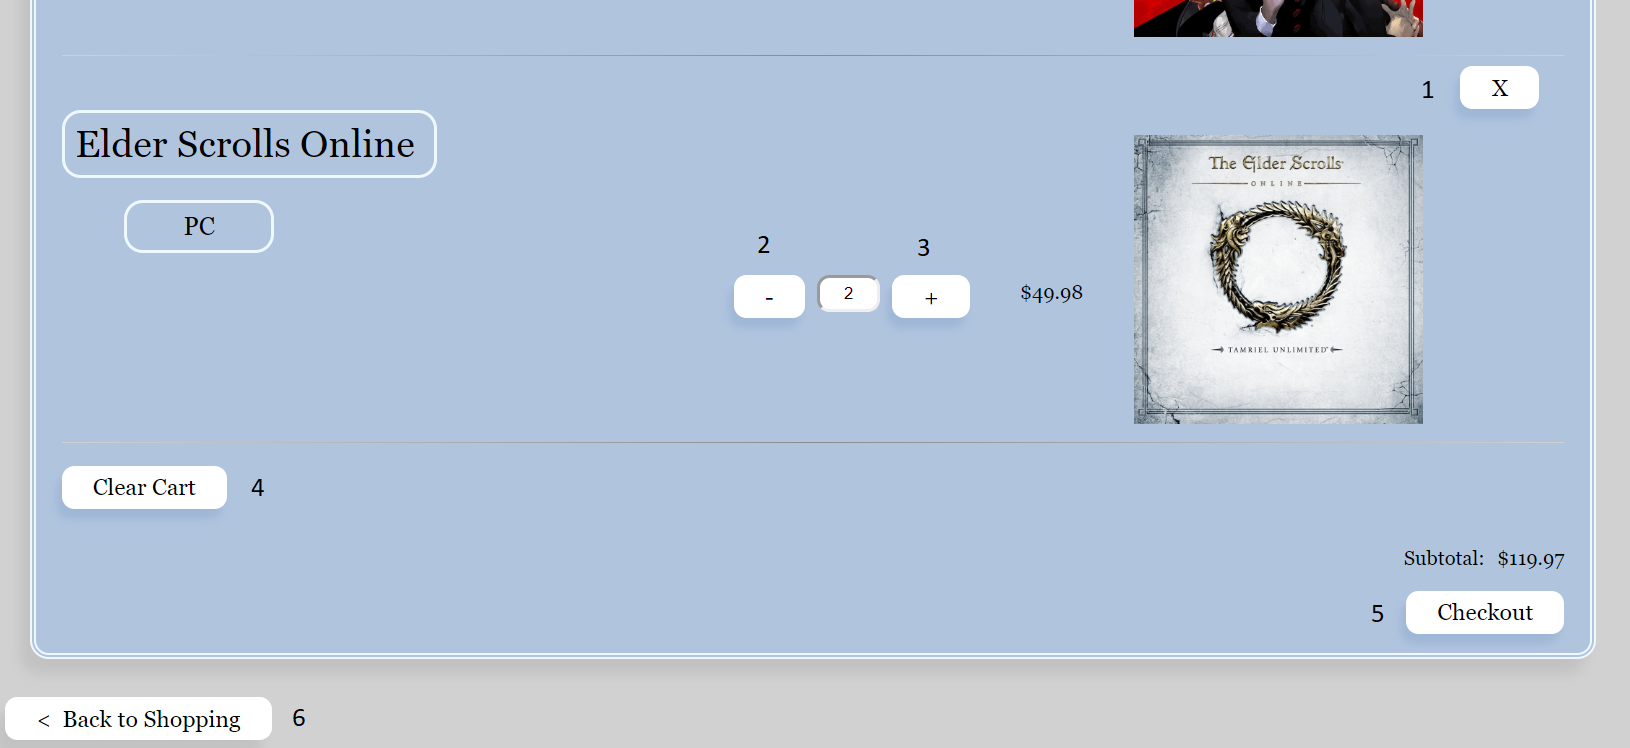 1
X
Elder Scrolls Online
PC
2
3
-
2
+
$49.98
The Elder Scrolls
ONLINE
TAMRIEL UNLIMITED™
Clear Cart
4
Subtotal: $119.97
5
Checkout
< Back to Shopping
6